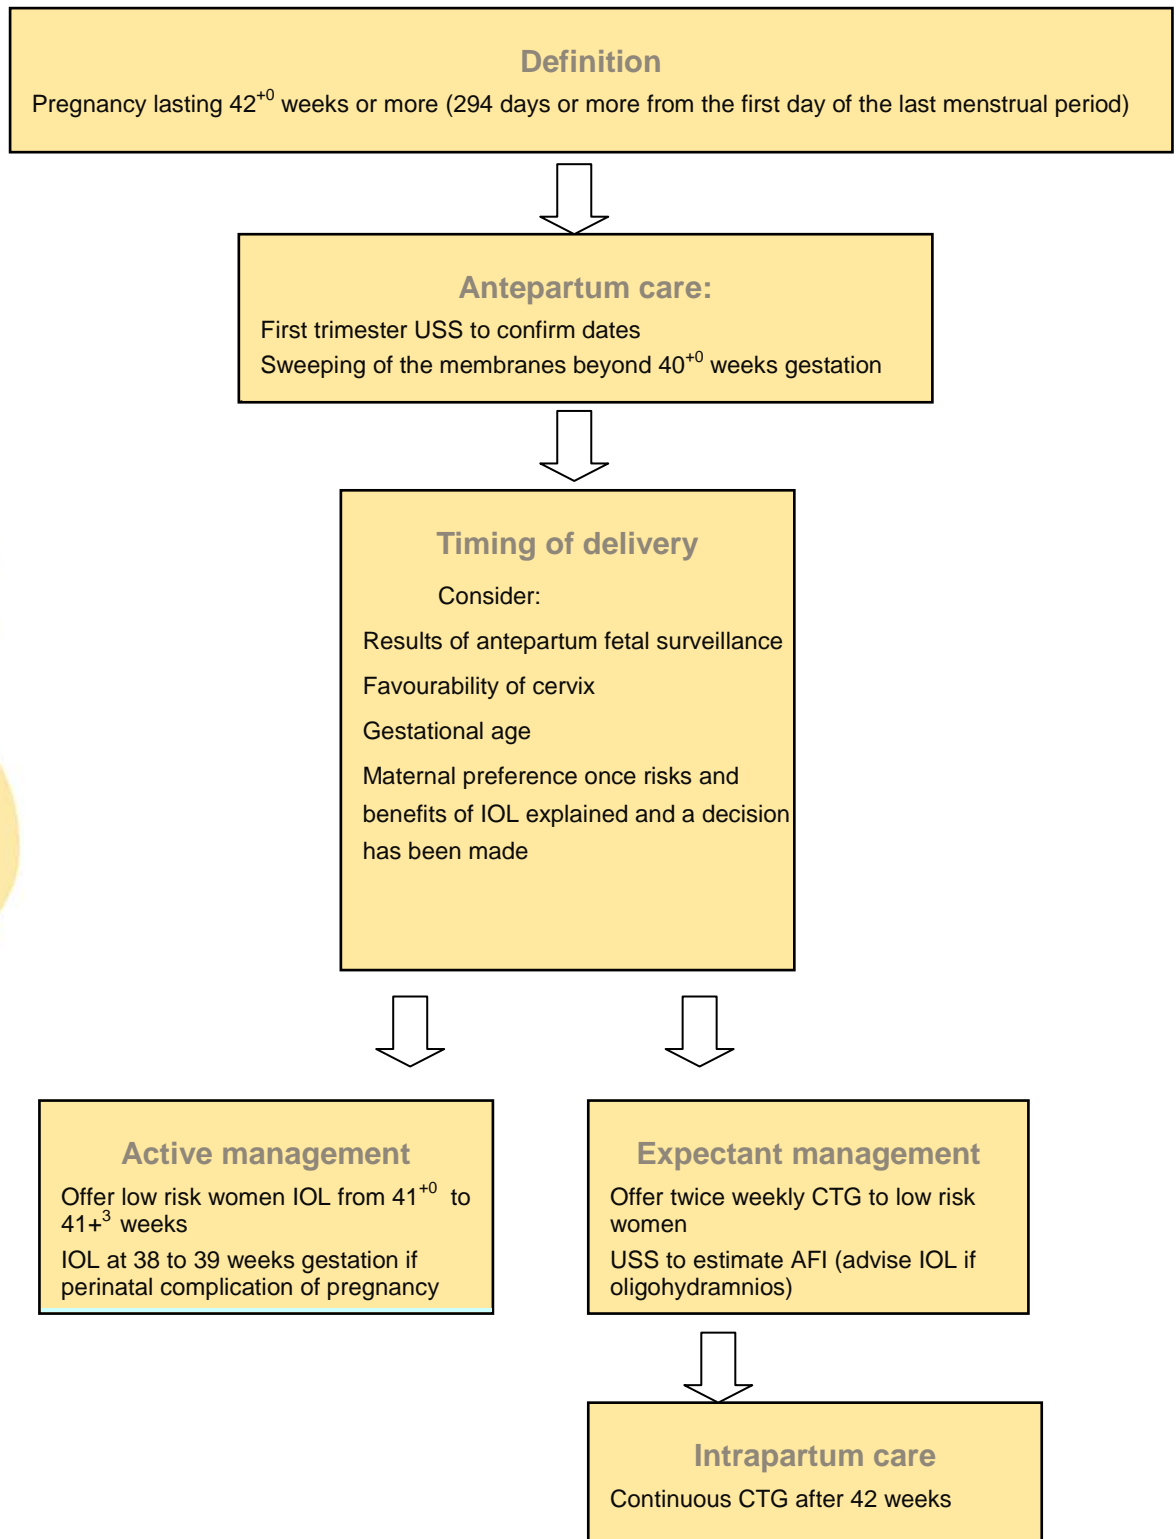 Definition
Pregnancy lasting 42⁺⁰ weeks or more (294 days or more from the first day of the last menstrual period)
Antepartum care:
First trimester USS to confirm dates
Sweeping of the membranes beyond 40⁺⁰ weeks gestation
Timing of delivery
Consider:
Results of antepartum fetal surveillance
Favourability of cervix
Gestational age
Maternal preference once risks and
benefits of IOL explained and a decision
has been made
Active management
Offer low risk women IOL from 41⁺⁰ to
41+³ weeks
IOL at 38 to 39 weeks gestation if
perinatal complication of pregnancy
Expectant management
Offer twice weekly CTG to low risk
women
USS to estimate AFI (advise IOL if
oligohydramnios)
Intrapartum care
Continuous CTG after 42 weeks